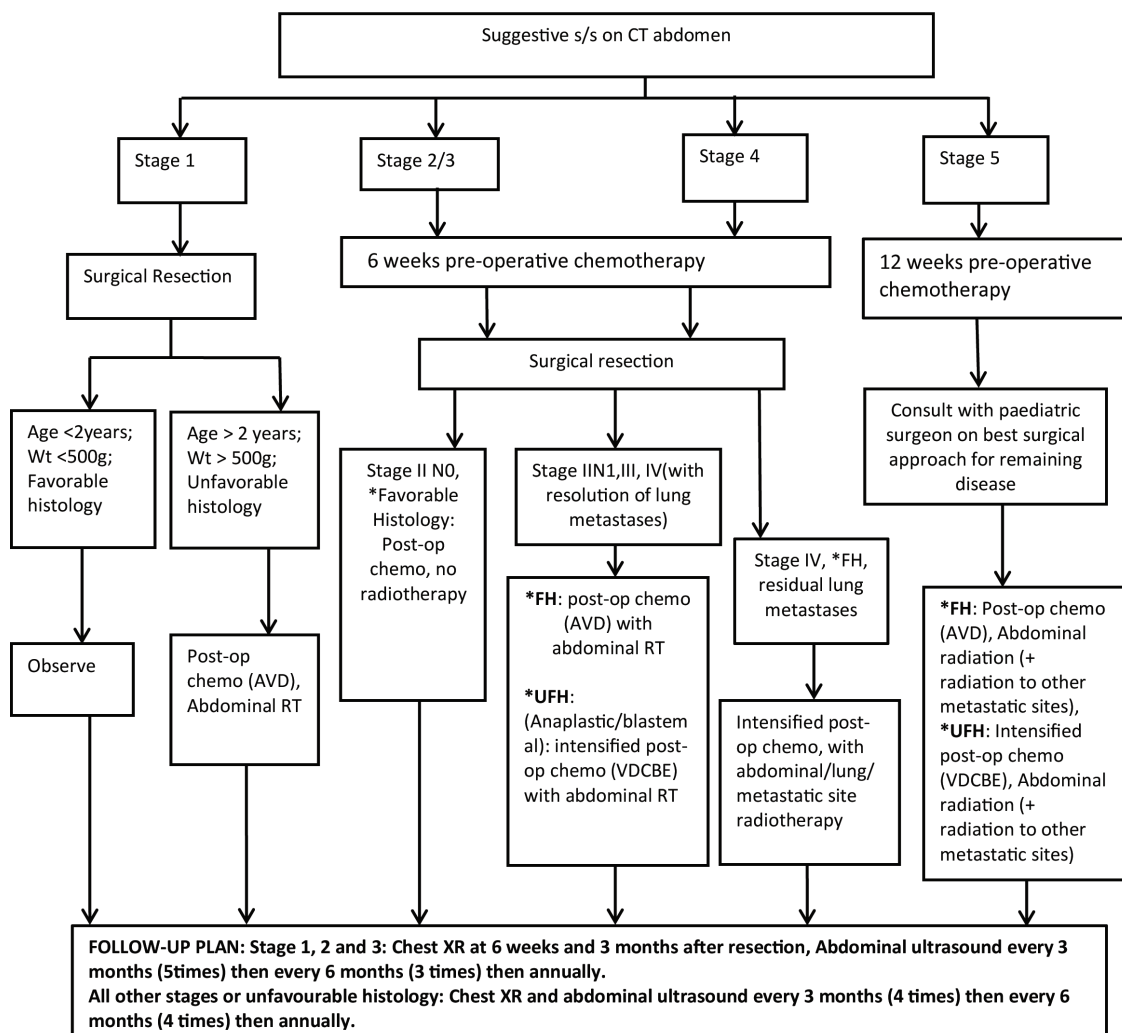 Suggestive s/s on CT abdomen
Stage 1
Stage 2/3
Stage 4
Stage 5
Surgical Resection
6 weeks pre-operative chemotherapy
12 weeks pre-operative
chemotherapy
Surgical resection
Age <2years;
Wt <500g;
Favorable
histology
Age > 2 years;
Wt > 500g;
Unfavorable
histology
Stage II N0,
*Favorable
Histology:
Post-op
chemo, no
radiotherapy
Stage IIN1,III, IV(with
resolution of lung
metastases)
Stage IV, *FH,
residual lung
metastases
Consult with paediatric
surgeon on best surgical
approach for remaining
disease
Observe
Post-op
chemo (AVD),
Abdominal RT
*FH: post-op chemo
(AVD) with
abdominal RT
*UFH:
(Anaplastic/blastem
al): intensified post-
op chemo (VDCBE)
with abdominal RT
Intensified post-
op chemo, with
abdominal/lung/
metastatic site
radiotherapy
*FH: Post-op chemo
(AVD), Abdominal
radiation (+
radiation to other
metastatic sites),
*UFH: Intensified
post-op chemo
(VDCBE), Abdominal
radiation (+
radiation to other
metastatic sites)
FOLLOW-UP PLAN: Stage 1, 2 and 3: Chest XR at 6 weeks and 3 months after resection, Abdominal ultrasound every 3
months (5times) then every 6 months (3 times) then annually.
All other stages or unfavourable histology: Chest XR and abdominal ultrasound every 3 months (4 times) then every 6
months (4 times) then annually.